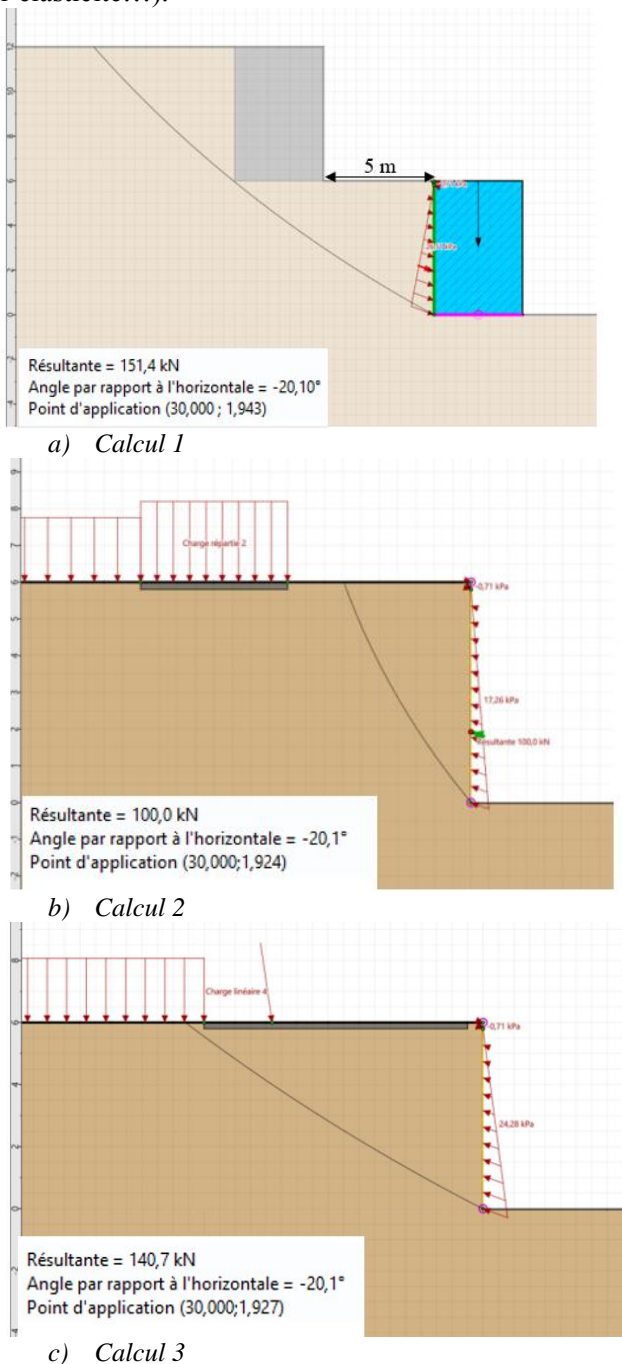 5 m
Résultante = 151,4 kN
Angle par rapport à l'horizontale = -20,10°
Point d'application (30,000 ; 1,943)
a) Calcul 1
Charge répartie 2
-0,71 kPa
17,26 kPa
Résultante 100,0 kN
Résultante = 100,0 kN
Angle par rapport à l'horizontale = -20,1°
Point d'application (30,000;1,924)
b) Calcul 2
Charge linéaire 4
-0,71 kPa
24,28 kPa
Résultante = 140,7 kN
Angle par rapport à l'horizontale = -20,1°
Point d'application (30,000;1,927)
c) Calcul 3